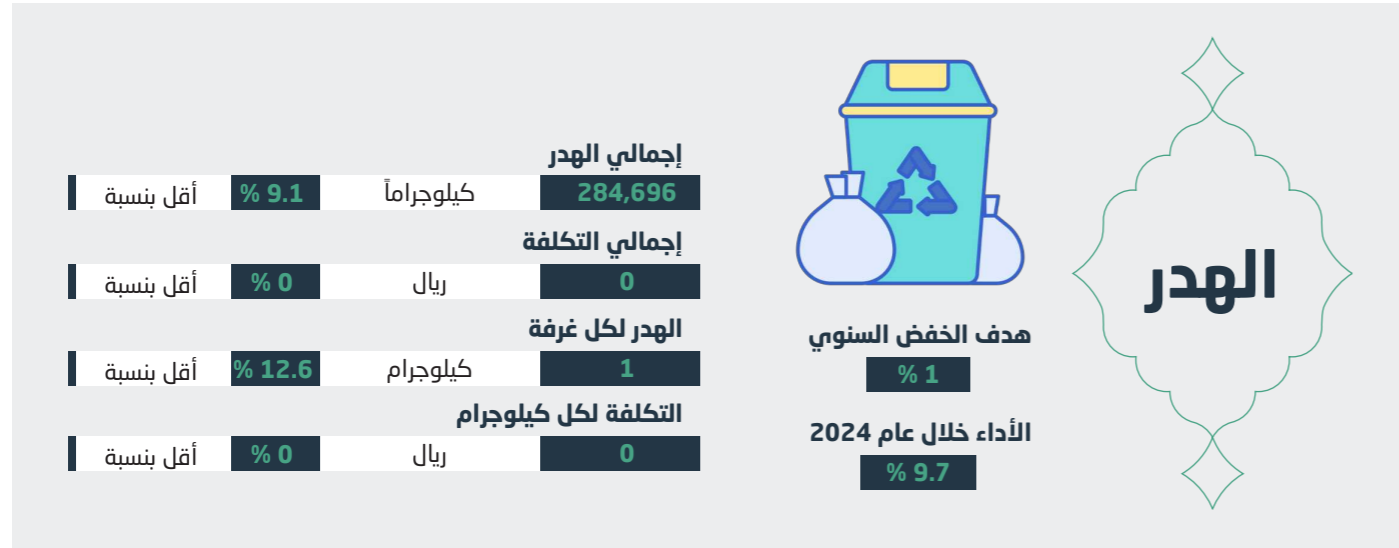 الهدر
هدف الخفض السنوي
1 %
الأداء خلال عام 2024
9.7 %
إجمالي الهدر
284,696 كيلوجراماً 9.1 % أقل بنسبة
إجمالي التكلفة
0 ريال 0 % أقل بنسبة
الهدر لكل غرفة
1 كيلوجرام 12.6 % أقل بنسبة
التكلفة لكل كيلوجرام
0 ريال 0 % أقل بنسبة